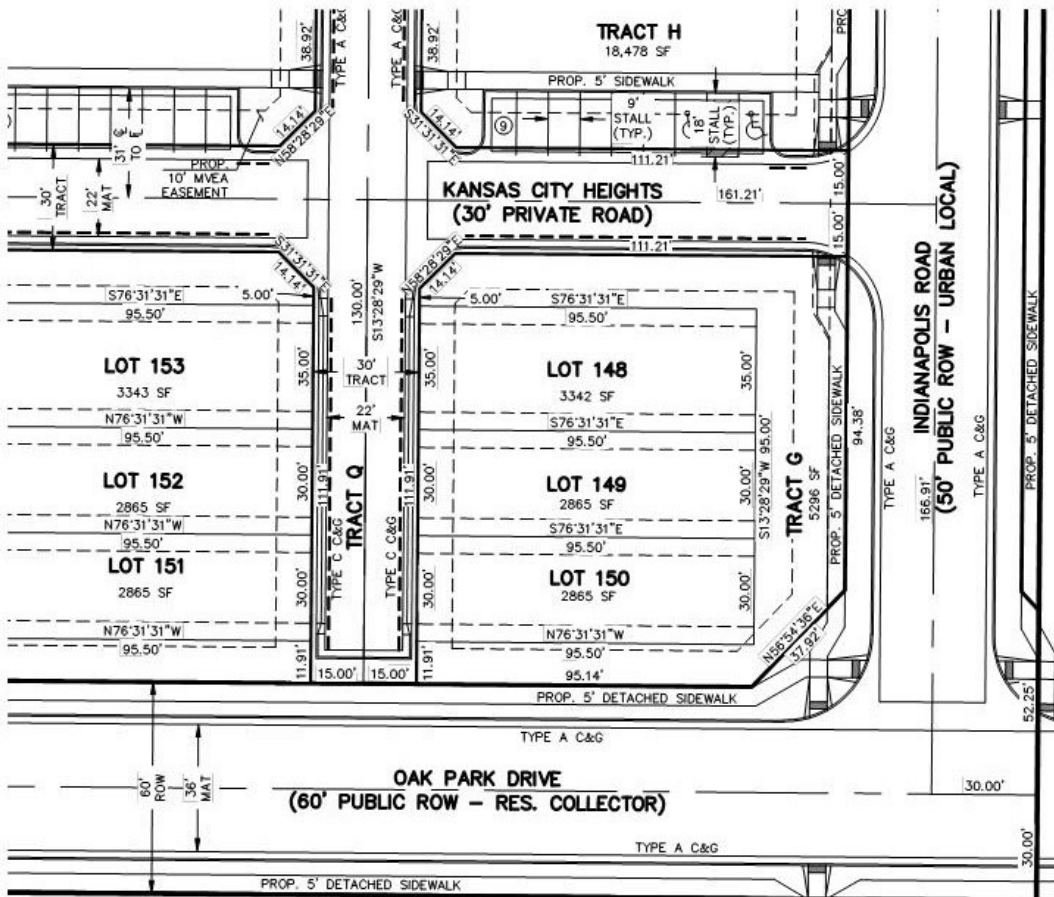 TRACT H
18,478 SF
38.92'
TYPE A C&G
TYPE A C&G
38.92'
PROP. 5' SIDEWALK
31' ℄
TO ℄
14.14'
N58°28'29"E
14.14'
S31°31'31"E
9
9'
STALL
(TYP.)
18'
STALL
(TYP.)
30'
TRACT
22'
MAT
PROP.
10' MVEA
EASEMENT
111.21'
KANSAS CITY HEIGHTS
(30' PRIVATE ROAD)
161.21'
15.00'
15.00'
111.21'
S31°31'31"E
14.14'
N58°28'29"E
14.14'
130.00'
S13°28'29"W
5.00'
5.00'
S76°31'31"E
95.50'
S76°31'31"E
95.50'
LOT 153
3343 SF
35.00'
30'
TRACT
35.00'
LOT 148
3342 SF
35.00'
22'
MAT
N76°31'31"W
95.50'
S76°31'31"E
95.50'
LOT 152
2865 SF
30.00'
111.91'
TRACT Q
111.91'
30.00'
LOT 149
2865 SF
30.00'
S13°28'29"W 95.00'
TRACT G
5296 SF
PROP. 5' DETACHED SIDEWALK
94.38'
TYPE A C&G
166.91'
INDIANAPOLIS ROAD
(50' PUBLIC ROW - URBAN LOCAL)
TYPE A C&G
PROP. 5' DETACHED SIDEWALK
N76°31'31"W
95.50'
S76°31'31"E
95.50'
LOT 151
2865 SF
30.00'
TYPE C C&G
TYPE C C&G
30.00'
LOT 150
2865 SF
30.00'
N76°31'31"W
95.50'
N76°31'31"W
95.50'
N56°54'36"E
37.92'
11.91'
15.00'
15.00'
11.91'
95.14'
PROP. 5' DETACHED SIDEWALK
52.25'
TYPE A C&G
60'
ROW
36'
MAT
OAK PARK DRIVE
(60' PUBLIC ROW - RES. COLLECTOR)
30.00'
30.00'
TYPE A C&G
PROP. 5' DETACHED SIDEWALK